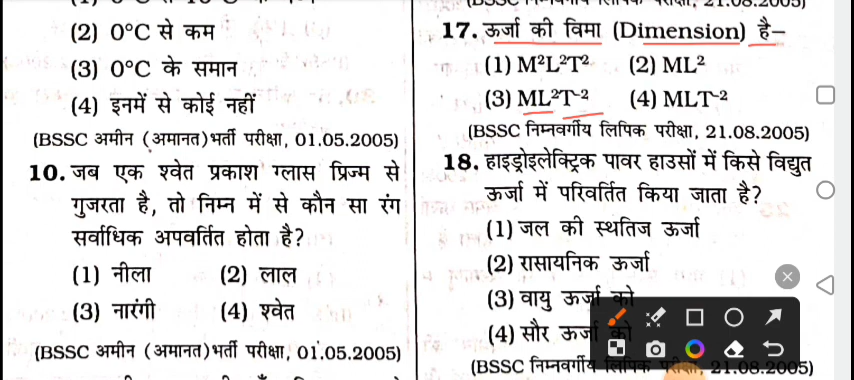 (2) 0°C से कम
(3) 0°C के समान
(4) इनमें से कोई नहीं
(BSSC अमीन (अमानत)भर्ती परीक्षा, 01.05.2005)
10. जब एक श्वेत प्रकाश ग्लास प्रिज्म से
गुजरता है, तो निम्न में से कौन सा रंग
सर्वाधिक अपवर्तित होता है?
(1) नीला (2) लाल
(3) नारंगी (4) श्वेत
(BSSC अमीन (अमानत)भर्ती परीक्षा, 01.05.2005)
17. ऊर्जा की विमा (Dimension) है–
(1) M²L²T² (2) ML²
(3) ML²T⁻² (4) MLT⁻²
(BSSC निम्नवर्गीय लिपिक परीक्षा, 21.08.2005)
18. हाइड्रोइलेक्ट्रिक पावर हाउसों में किसे विद्युत
ऊर्जा में परिवर्तित किया जाता है?
(1) जल की स्थतिज ऊर्जा
(2) रासायनिक ऊर्जा
(3) वायु ऊर्जा को
(4) सौर ऊर्जा को
(BSSC निम्नवर्गीय लिपिक परीक्षा, 21.08.2005)